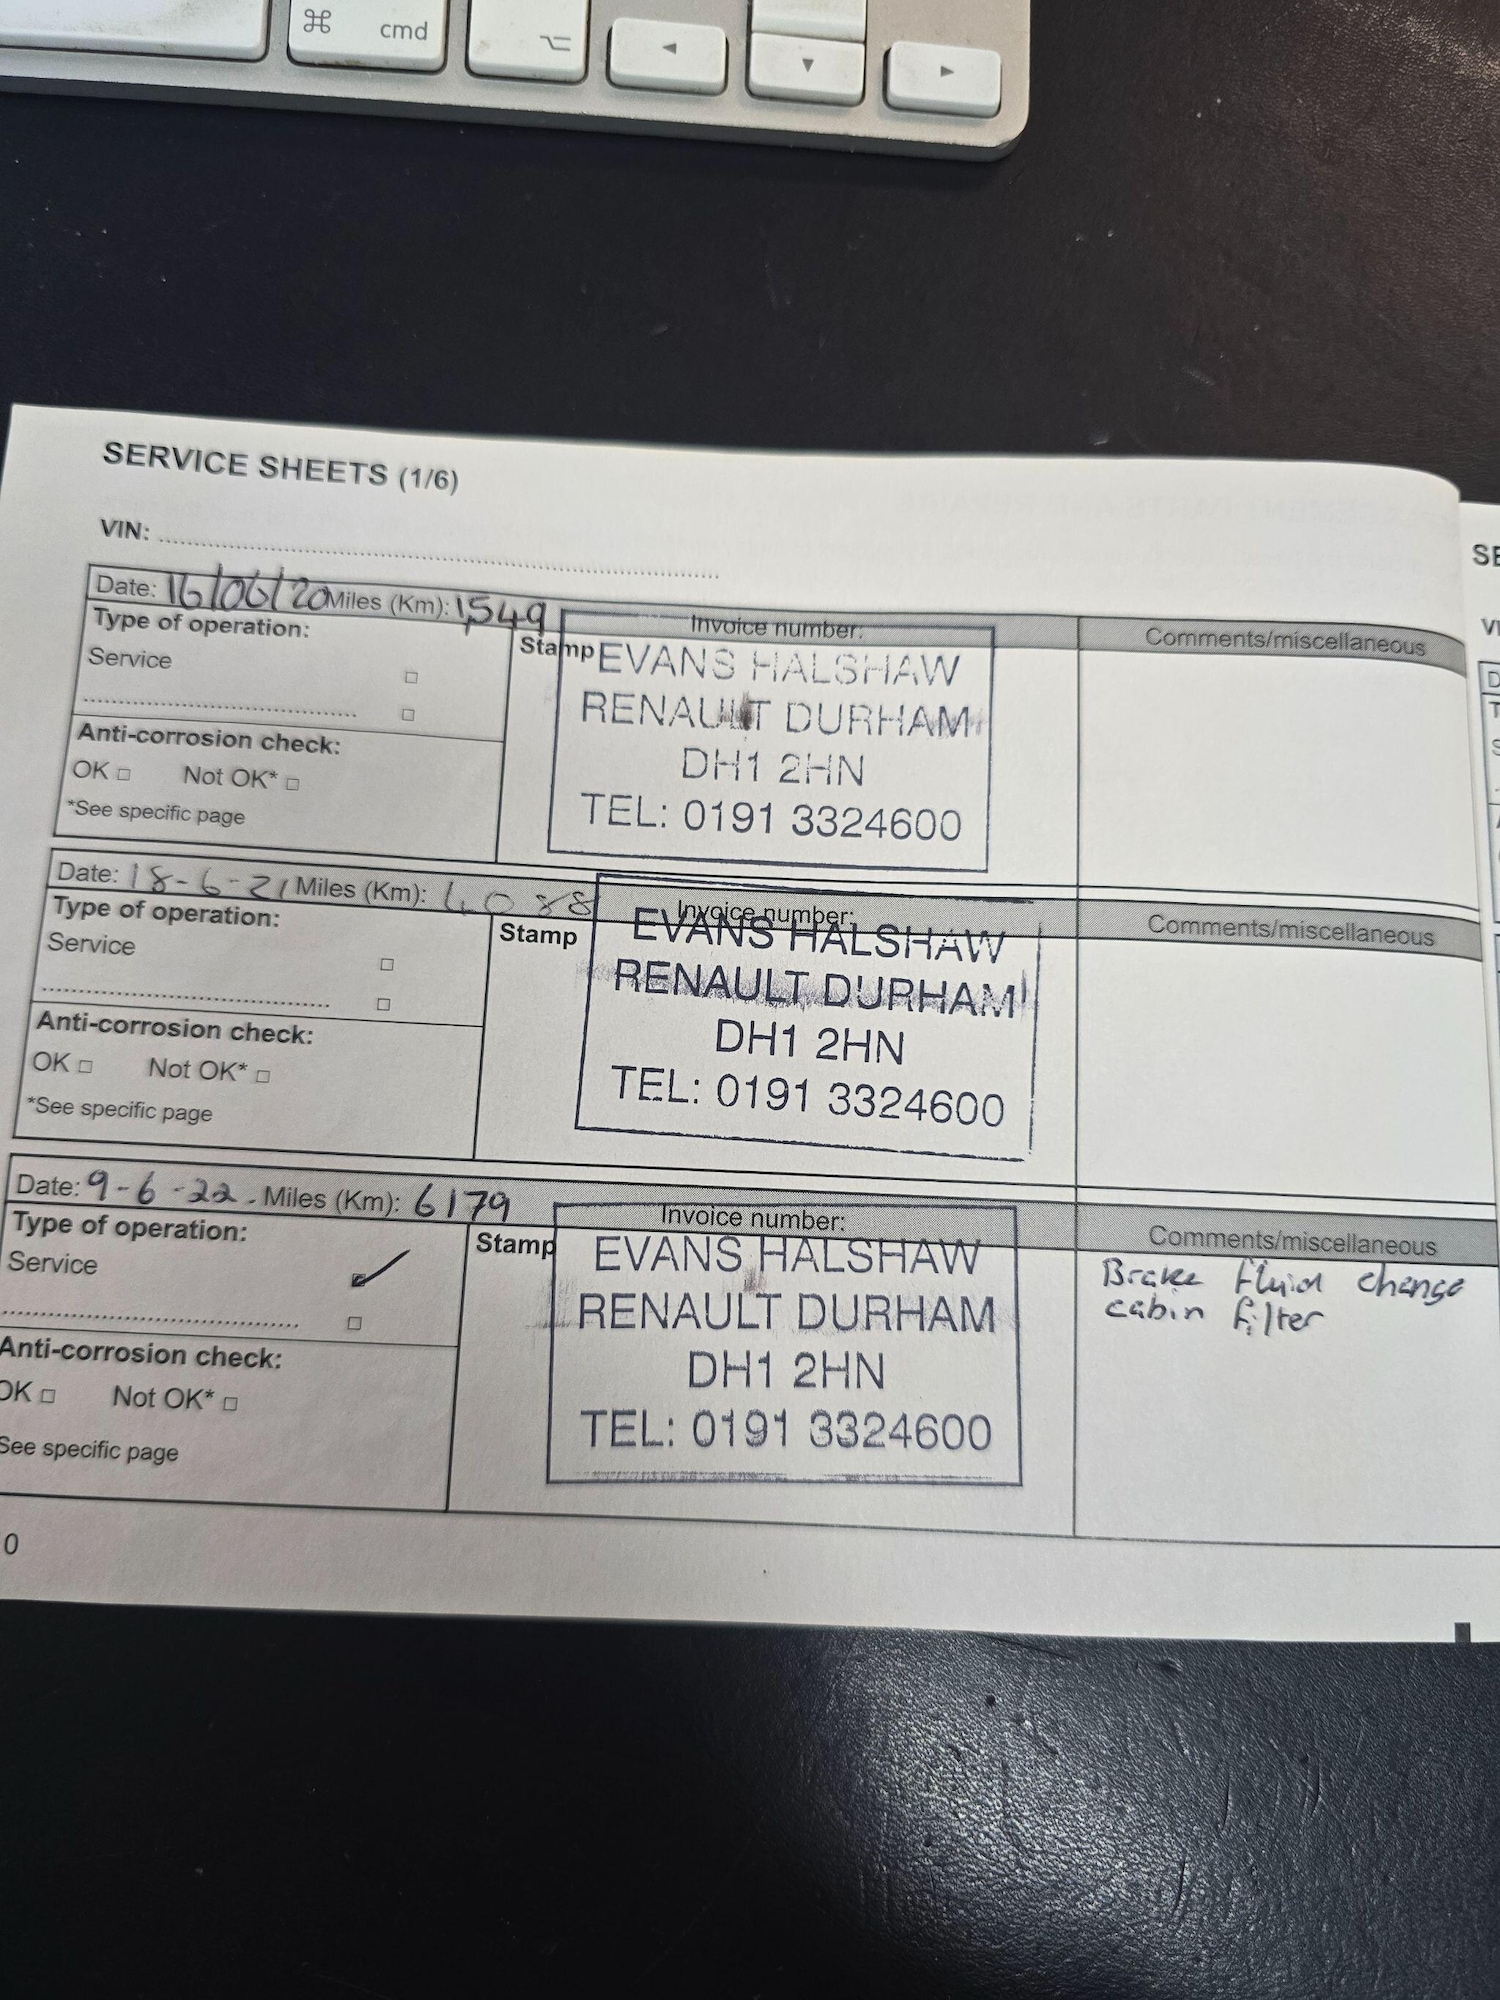 ⌘ cmd
⌥
◄
▼
►
SERVICE SHEETS (1/6)
VIN:
Date: 16/06/20 Miles (Km): 1,549
Invoice number:
Comments/miscellaneous
Type of operation:
Service
Stamp
EVANS HALSHAW
RENAULT DURHAM
DH1 2HN
TEL: 0191 3324600
Anti-corrosion check:
OK □ Not OK* □
*See specific page
Date: 18-6-21 Miles (Km): 4088
Invoice number:
Comments/miscellaneous
Type of operation:
Service
Stamp
EVANS HALSHAW
RENAULT DURHAM
DH1 2HN
TEL: 0191 3324600
Anti-corrosion check:
OK □ Not OK* □
*See specific page
Date: 9-6-22. Miles (Km): 6179
Invoice number:
Comments/miscellaneous
Type of operation:
Service
Stamp
EVANS HALSHAW
RENAULT DURHAM
DH1 2HN
TEL: 0191 3324600
Brake fluid change
cabin filter
Anti-corrosion check:
OK □ Not OK* □
See specific page
0
SE
VI
D
T
S